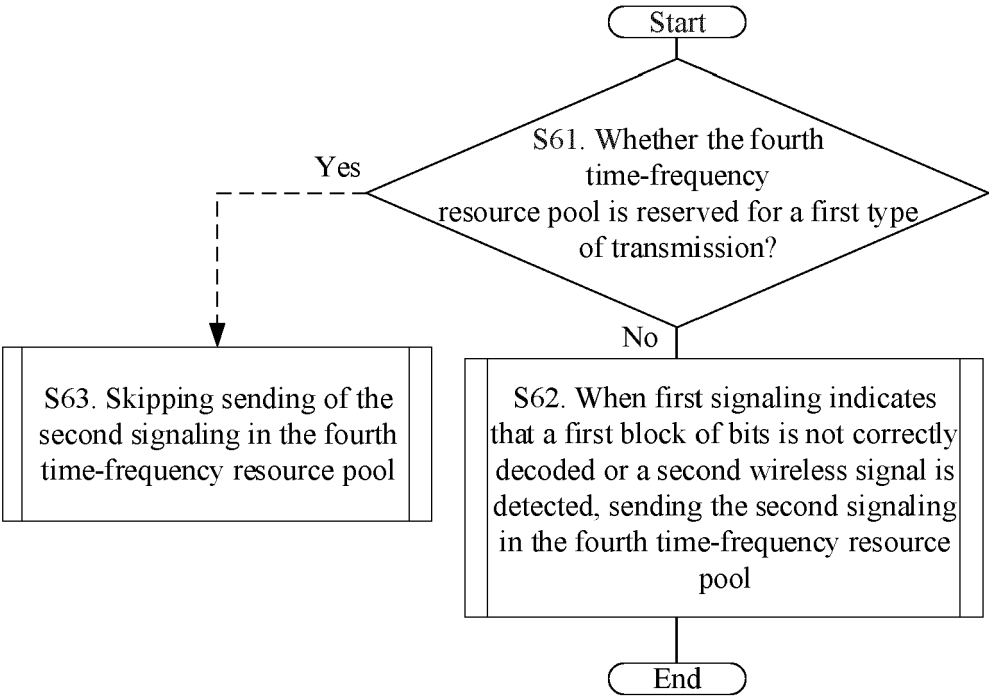 Start
S61. Whether the fourth
time-frequency
resource pool is reserved for a first type
of transmission?
Yes
No
S63. Skipping sending of the
second signaling in the fourth
time-frequency resource pool
S62. When first signaling indicates
that a first block of bits is not correctly
decoded or a second wireless signal is
detected, sending the second signaling
in the fourth time-frequency resource
pool
End